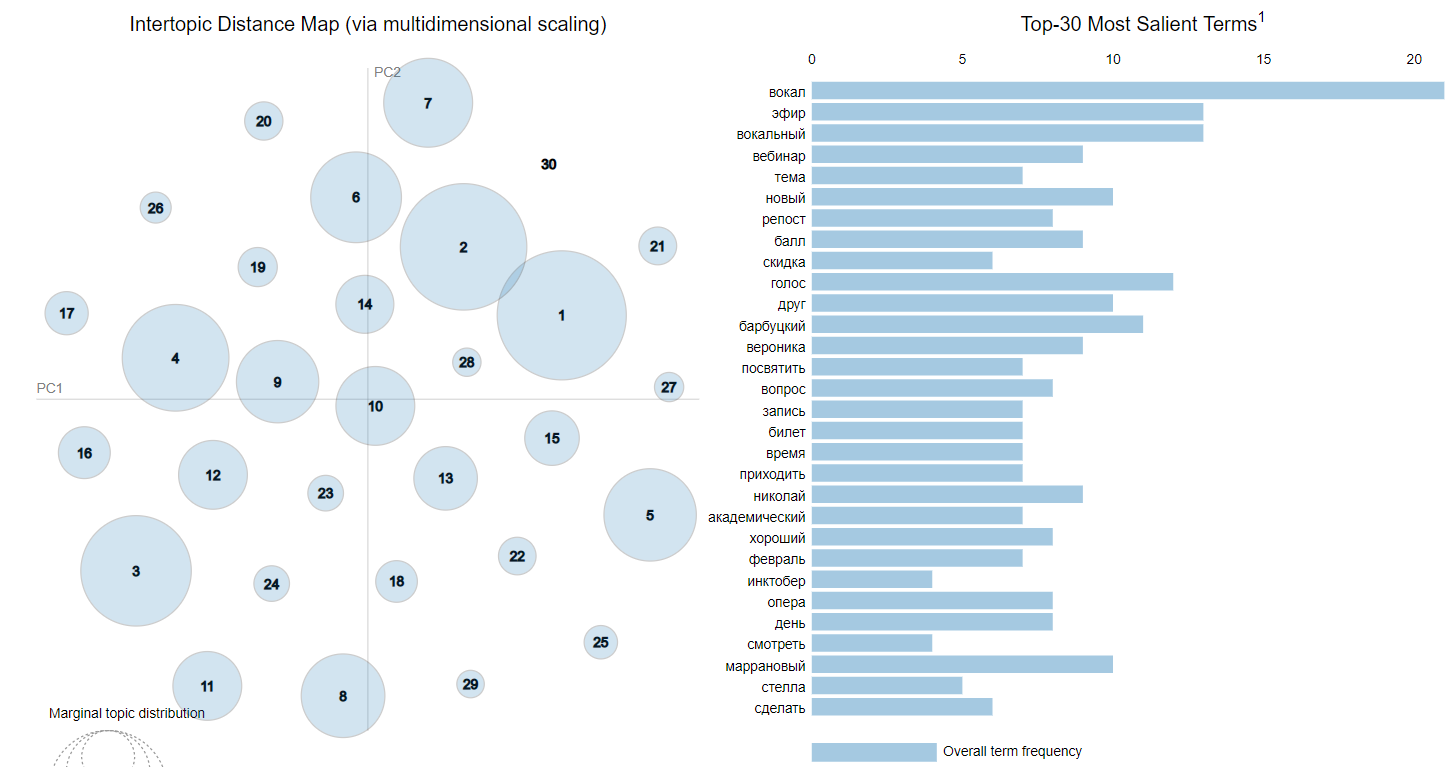 Intertopic Distance Map (via multidimensional scaling)
PC2
7
20
30
6
26
2
21
19
14
17
1
4
28
9
27
PC1
10
15
16
12
13
23
5
22
3
24
18
25
11
29
8
Marginal topic distribution
Top-30 Most Salient Terms1
0 5 10 15 20
вокал
эфир
вокальный
вебинар
тема
новый
репост
балл
скидка
голос
друг
барбуцкий
вероника
посвятить
вопрос
запись
билет
время
приходить
николай
академический
хороший
февраль
инктобер
опера
день
смотреть
маррановый
стелла
сделать
Overall term frequency